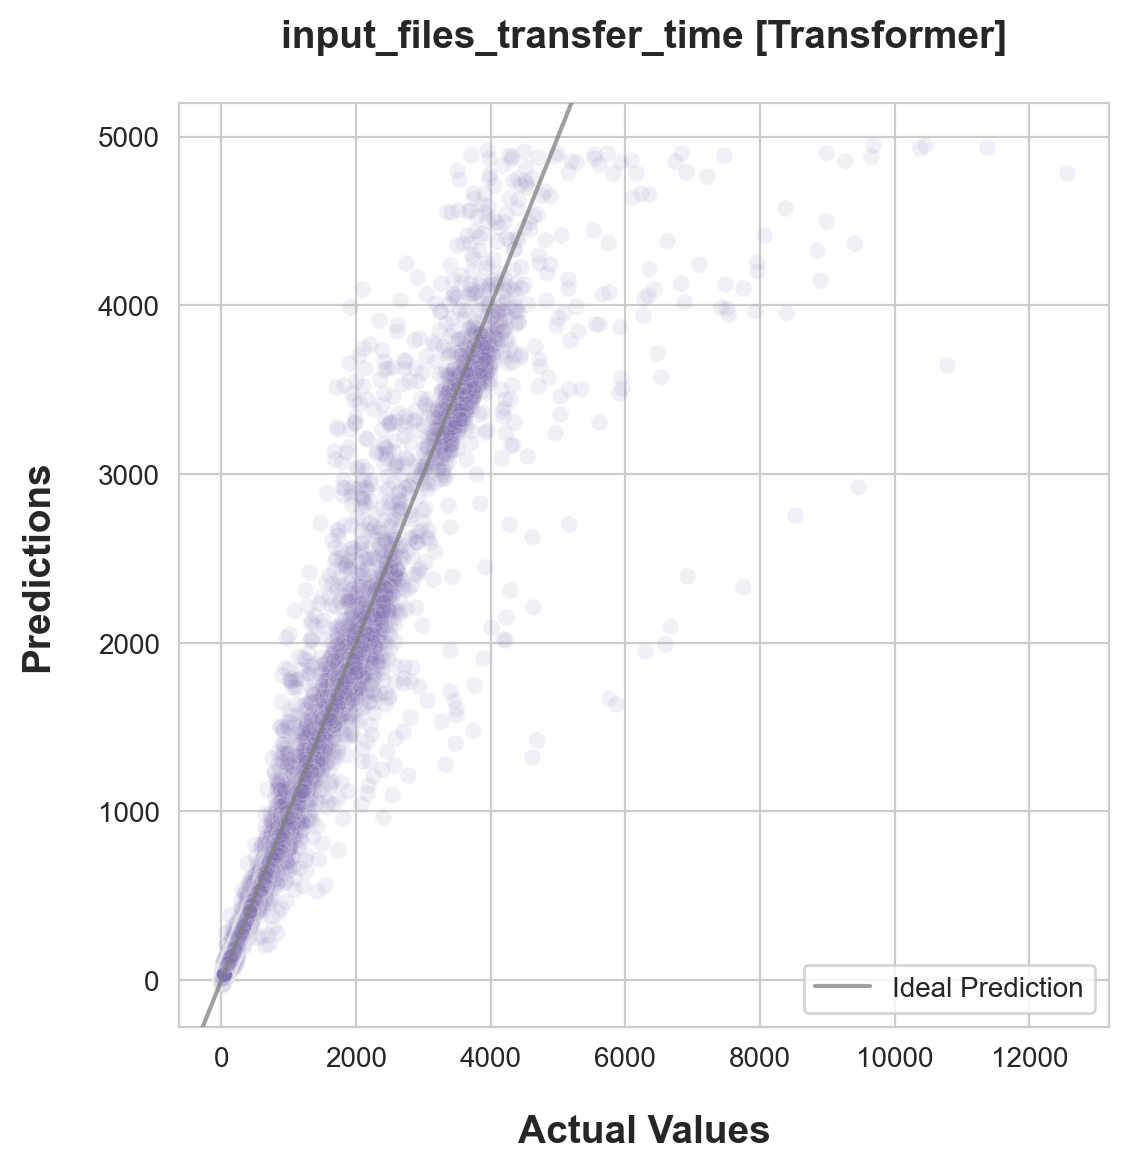 input_files_transfer_time [Transformer]
5000
4000
3000
2000
1000
0
Predictions
Ideal Prediction
0 2000 4000 6000 8000 10000 12000
Actual Values